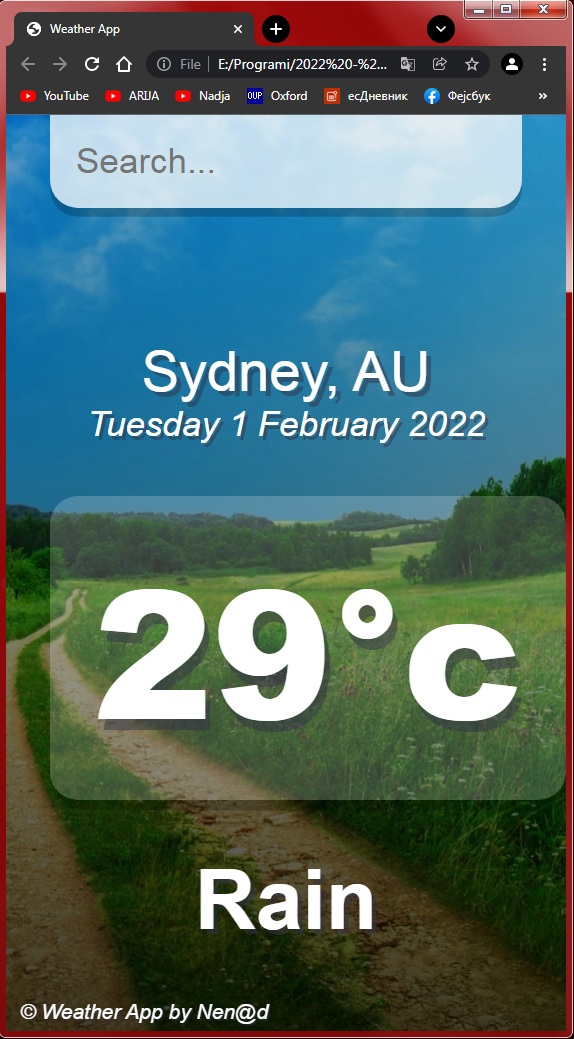 Weather App
File
E:/Programi/2022%20-%2...
YouTube
ARIJA
Nadja
OUP Oxford
есДневник
Фејсбук
»
Search...
Sydney, AU
Tuesday 1 February 2022
29°c
Rain
© Weather App by Nen@d